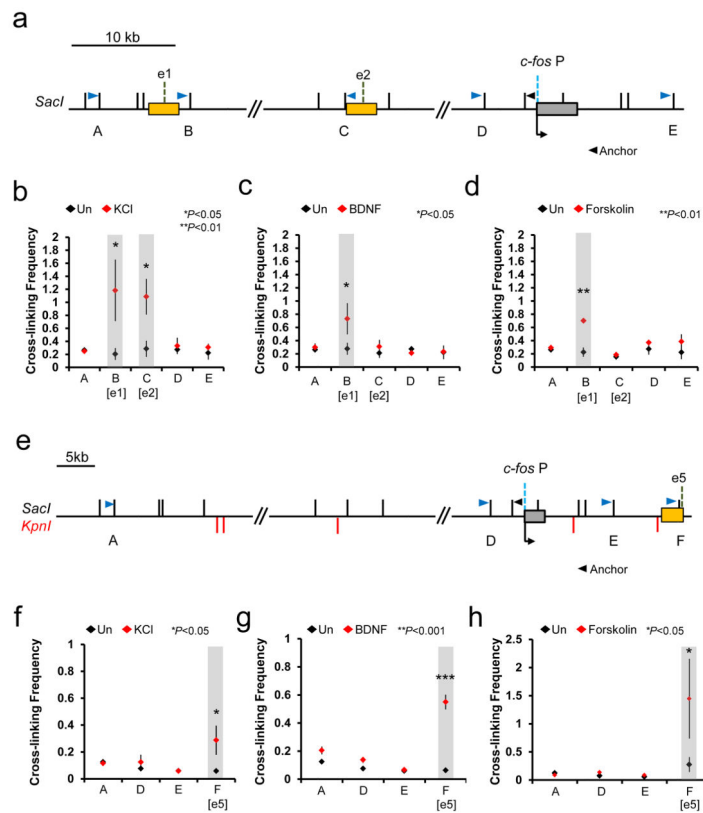 a
10 kb
c-fos P
e1
e2
SacI
A
B
C
D
E
Anchor
b
Un
KCl
*P<0.05
**P<0.01
Cross-linking Frequency
2
1.8
1.6
1.4
1.2
1
0.8
0.6
0.4
0.2
0
*
*
A
B
C
D
E
[e1]
[e2]
c
Un
BDNF
*P<0.05
Cross-linking Frequency
2
1.8
1.6
1.4
1.2
1
0.8
0.6
0.4
0.2
0
*
A
B
C
D
E
[e1]
[e2]
d
Un
Forskolin
**P<0.01
Cross-linking Frequency
2
1.8
1.6
1.4
1.2
1
0.8
0.6
0.4
0.2
0
**
A
B
C
D
E
[e1]
[e2]
e
5kb
c-fos P
e5
SacI
KpnI
A
D
E
F
Anchor
f
Un
KCl
*P<0.05
Cross-linking Frequency
1
0.8
0.6
0.4
0.2
0
*
A
D
E
F
[e5]
g
Un
BDNF
**P<0.001
Cross-linking Frequency
1
0.8
0.6
0.4
0.2
0
***
A
D
E
F
[e5]
h
Un
Forskolin
*P<0.05
Cross-linking Frequency
2.5
2
1.5
1
0.5
0
*
A
D
E
F
[e5]